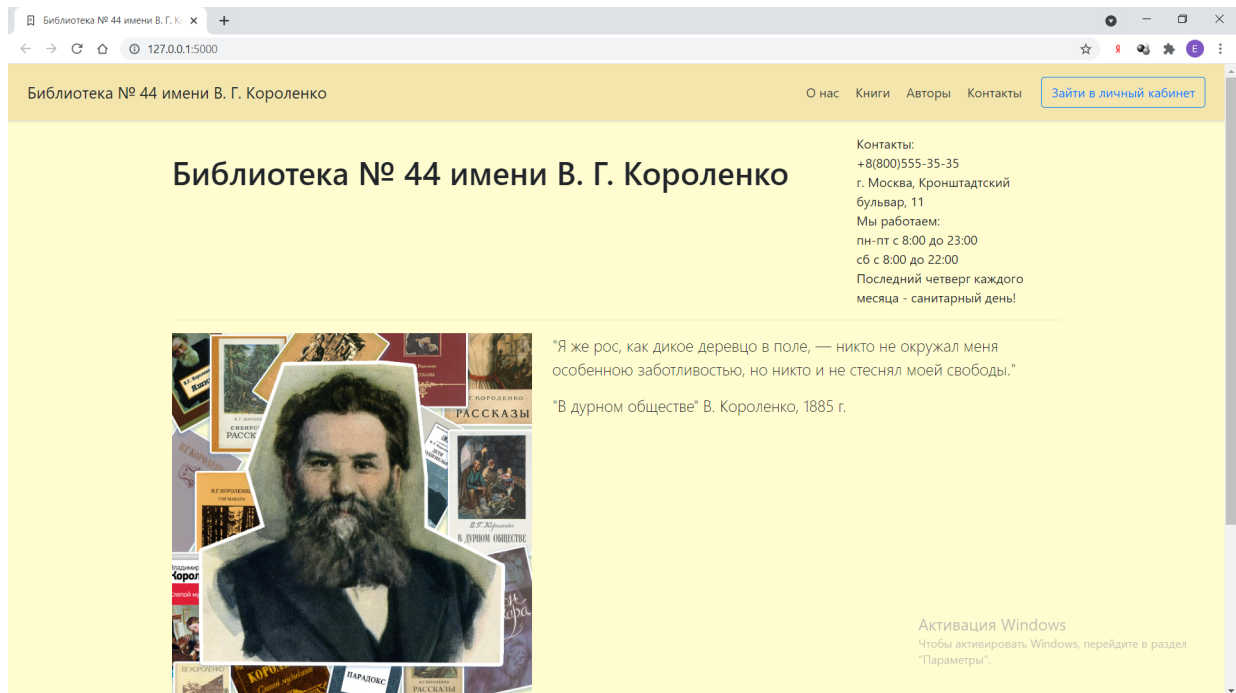 Библиотека № 44 имени В. Г. Ко
127.0.0.1:5000
Я
E
Библиотека № 44 имени В. Г. Короленко
О нас Книги Авторы Контакты Зайти в личный кабинет
Библиотека № 44 имени В. Г. Короленко
Контакты:
+8(800)555-35-35
г. Москва, Кронштадтский
бульвар, 11
Мы работаем:
пн-пт с 8:00 до 23:00
сб с 8:00 до 22:00
Последний четверг каждого
месяца - санитарный день!
"Я же рос, как дикое деревцо в поле, — никто не окружал меня
особенною заботливостью, но никто и не стеснял моей свободы."
"В дурном обществе" В. Короленко, 1885 г.
РАССКАЗЫ
В.Г.КОРОЛЕНКО
В.Г.Короленко
В ДУРНОМ ОБЩЕСТВЕ
Владимир
Корол
ПАРАДОКС
РАССКАЗЫ
Активация Windows
Чтобы активировать Windows, перейдите в раздел
"Параметры".